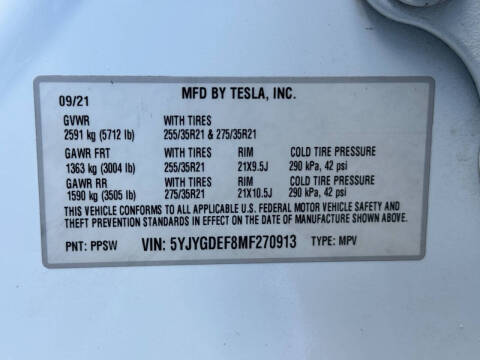 MFD BY TESLA, INC.
09/21
GVWR WITH TIRES
2591 kg (5712 lb) 255/35R21 & 275/35R21
GAWR FRT WITH TIRES RIM COLD TIRE PRESSURE
1363 kg (3004 lb) 255/35R21 21X9.5J 290 kPa, 42 psi
GAWR RR WITH TIRES RIM COLD TIRE PRESSURE
1590 kg (3505 lb) 275/35R21 21X10.5J 290 kPa, 42 psi
THIS VEHICLE CONFORMS TO ALL APPLICABLE U.S. FEDERAL MOTOR VEHICLE SAFETY AND
THEFT PREVENTION STANDARDS IN EFFECT ON THE DATE OF MANUFACTURE SHOWN ABOVE.
PNT: PPSW VIN: 5YJYGDEF8MF270913 TYPE: MPV